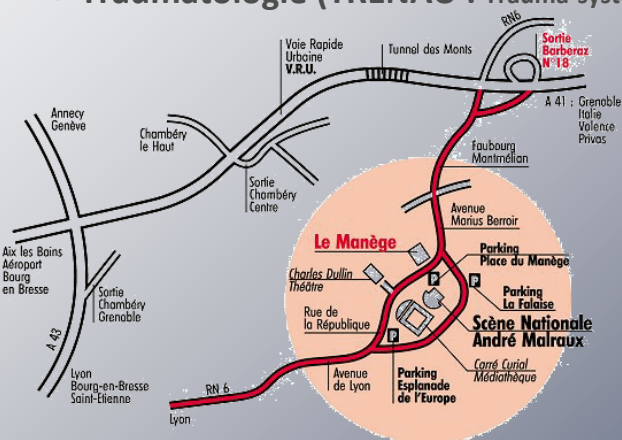 Traumatologie (TRENAU : Trauma syst
RN6
Sortie
Barberaz
N°18
Voie Rapide
Urbaine
V.R.U.
Tunnel des Monts
A 41 : Grenoble
Italie
Valence
Privas
Annecy
Genève
Chambéry
le Haut
Faubourg
Montmélian
Sortie
Chambéry
Centre
Avenue
Marius Berroir
Aix les Bains
Aéroport
Bourg
en Bresse
Le Manège
Parking
Place du Manège
Charles Dullin
Théâtre
Sortie
Chambéry
Grenoble
P
P
Parking
La Falaise
Rue de
la République
Scène Nationale
André Malraux
A 43
P
Carré Curial
Médiathèque
Lyon
Bourg-en-Bresse
Saint-Etienne
RN 6
Avenue
de Lyon
Parking
Esplanade
de l'Europe
Lyon